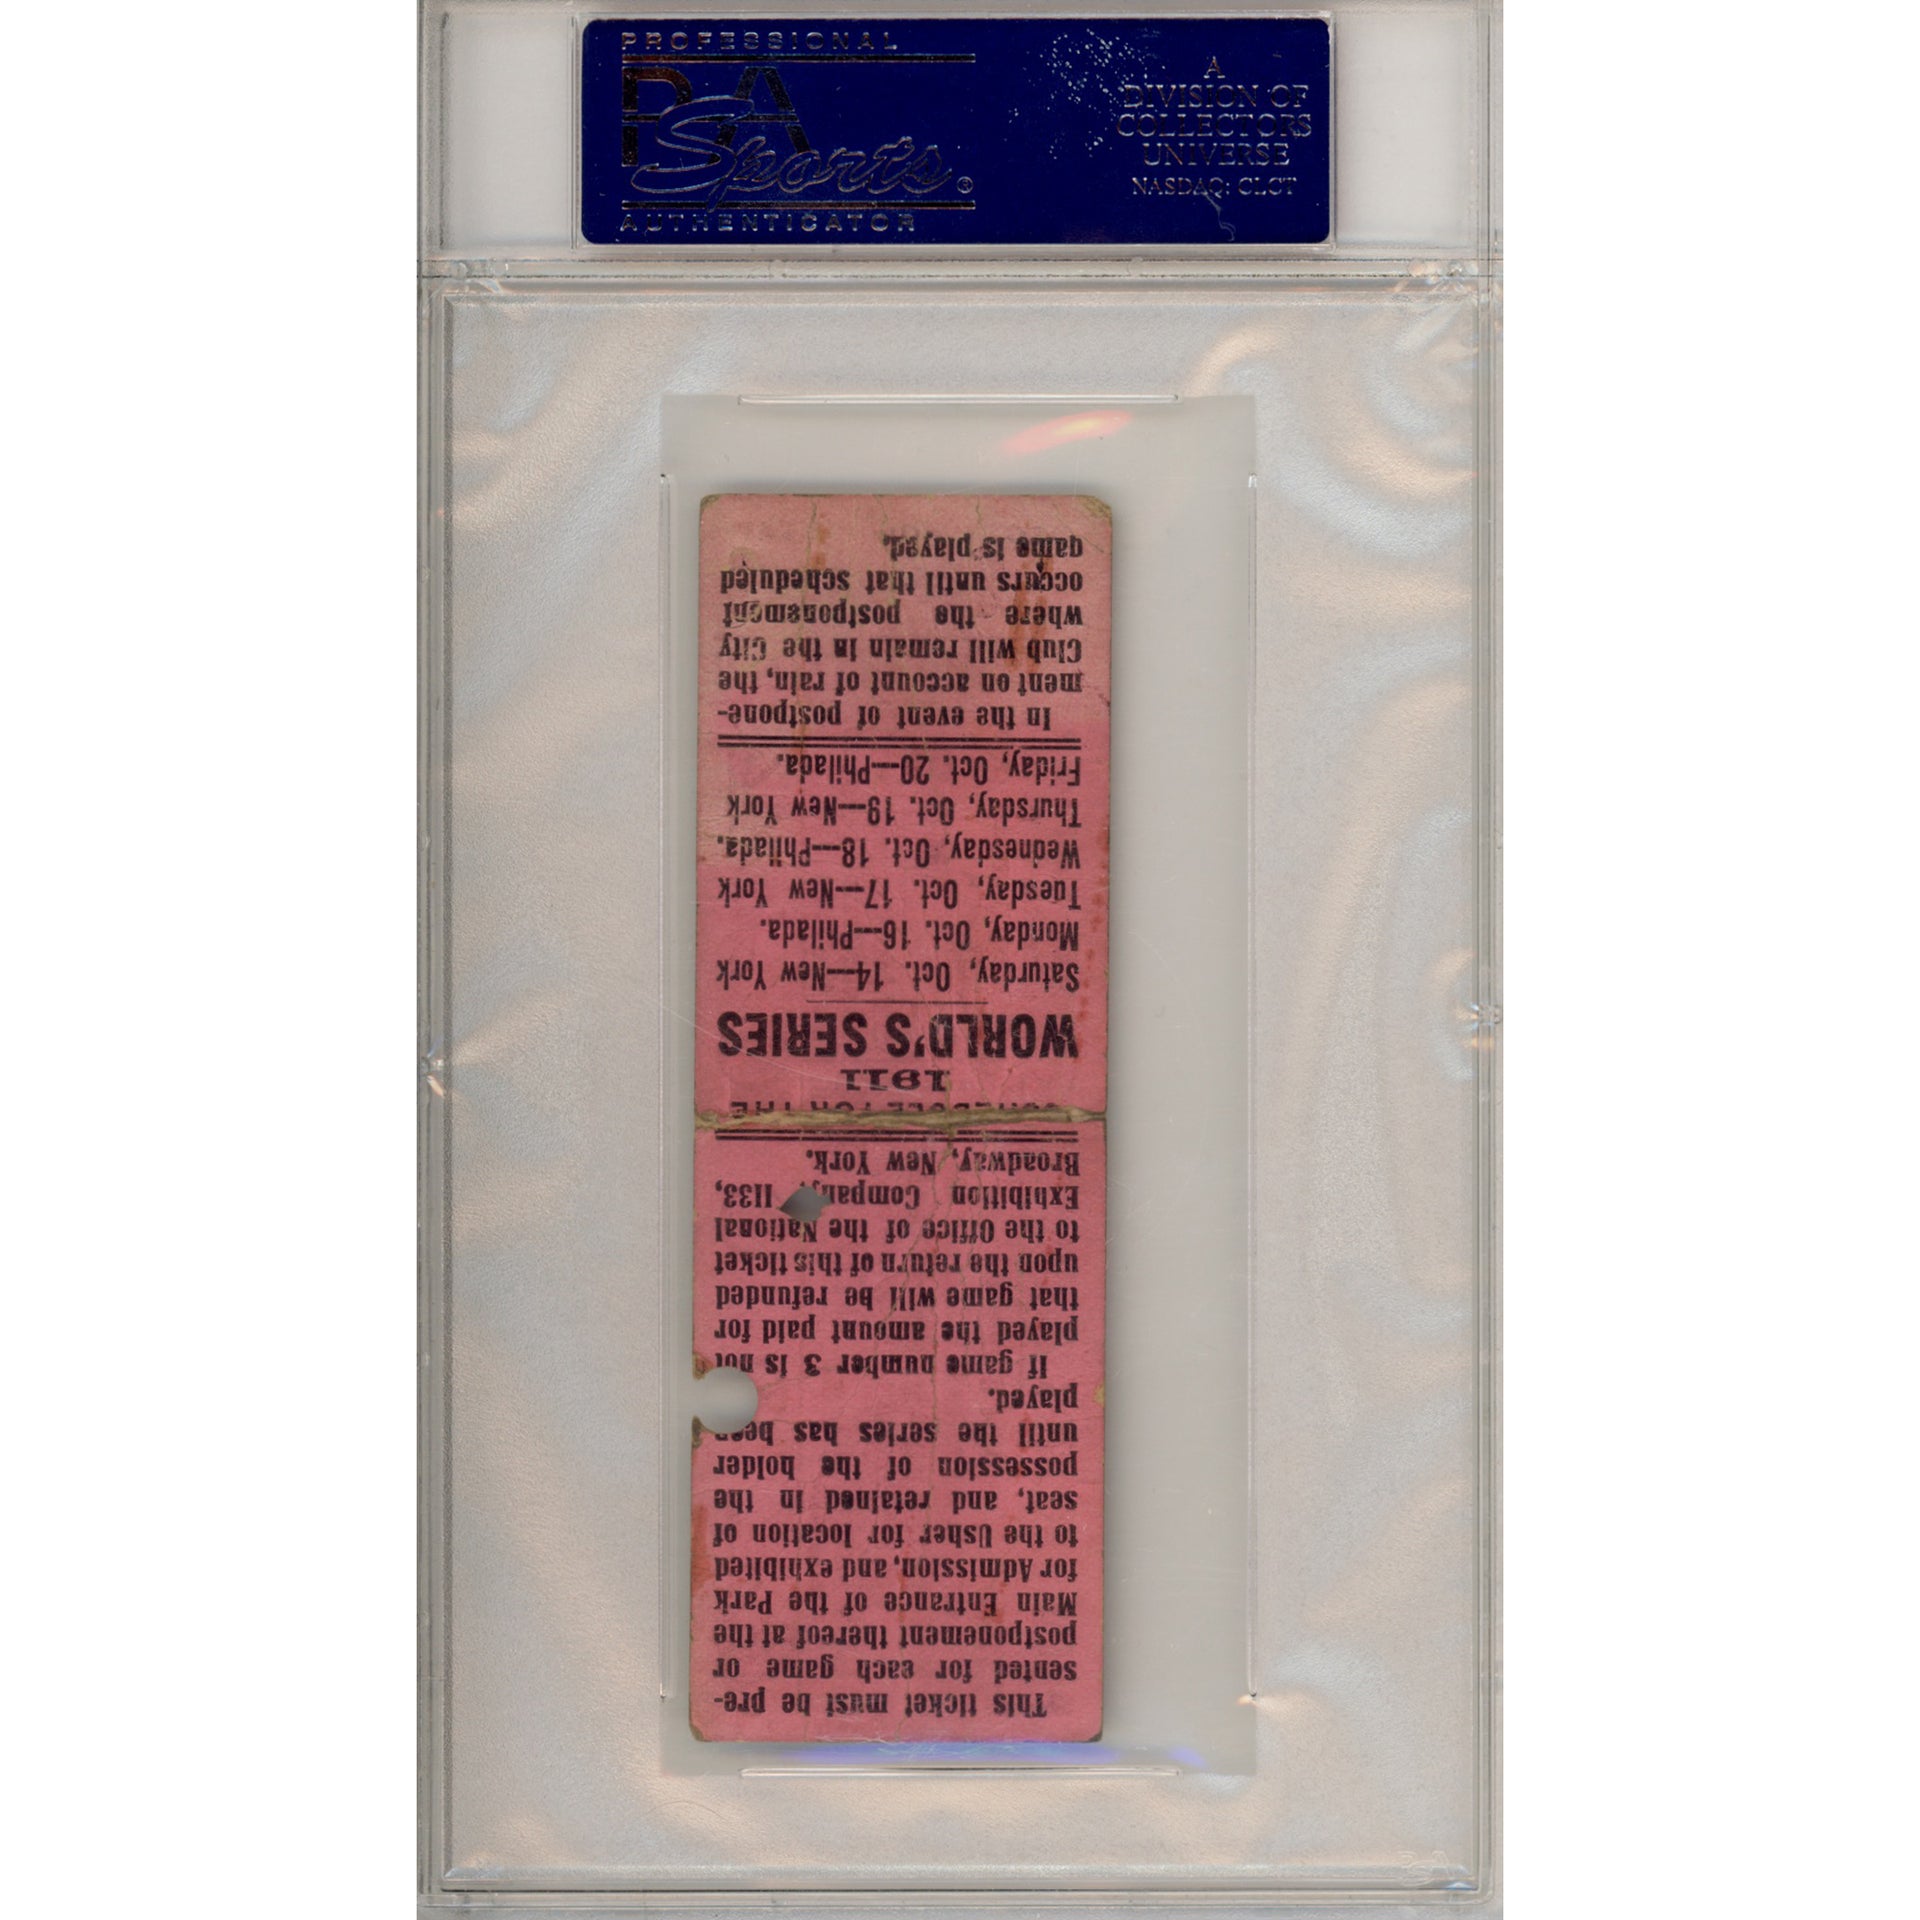 PROFESSIONAL
PSA
Sports®
AUTHENTICATOR
A
DIVISION OF
COLLECTORS
UNIVERSE
NASDAQ: CLCT
This ticket must be pre-
sented for each game or
postponement thereof at the
Main Entrance of the Park
for Admission, and exhibited
to the Usher for location of
seat, and retained in the
possession of the holder
until the series has been
played.
If game number 3 is not
played the amount paid for
that game will be refunded
upon the return of this ticket
to the Office of the National
Exhibition Company, 1133,
Broadway, New York.
SCHEDULE FOR THE
1911
WORLD'S SERIES
Saturday, Oct. 14—New York
Monday, Oct. 16—Philada.
Tuesday, Oct. 17—New York
Wednesday, Oct. 18—Philada.
Thursday, Oct. 19—New York
Friday, Oct. 20—Philada.
In the event of postpone-
ment on account of rain, the
Club will remain in the City
where the postponement
occurs until that scheduled
game is played.
PSA